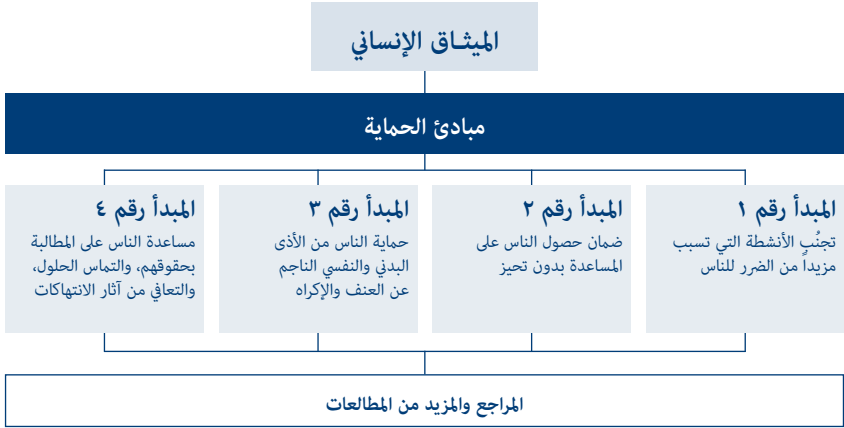 الميثاق الإنساني
مبادئ الحماية
المبدأ رقم ١
تجنُب الأنشطة التي تسبب
مزيداً من الضرر للناس
المبدأ رقم ٢
ضمان حصول الناس على
المساعدة بدون تحيز
المبدأ رقم ٣
حماية الناس من الأذى
البدني والنفسي الناجم
عن العنف والإكراه
المبدأ رقم ٤
مساعدة الناس على المطالبة
بحقوقهم، والتماس الحلول،
والتعافي من آثار الانتهاكات
المراجع والمزيد من المطالعات